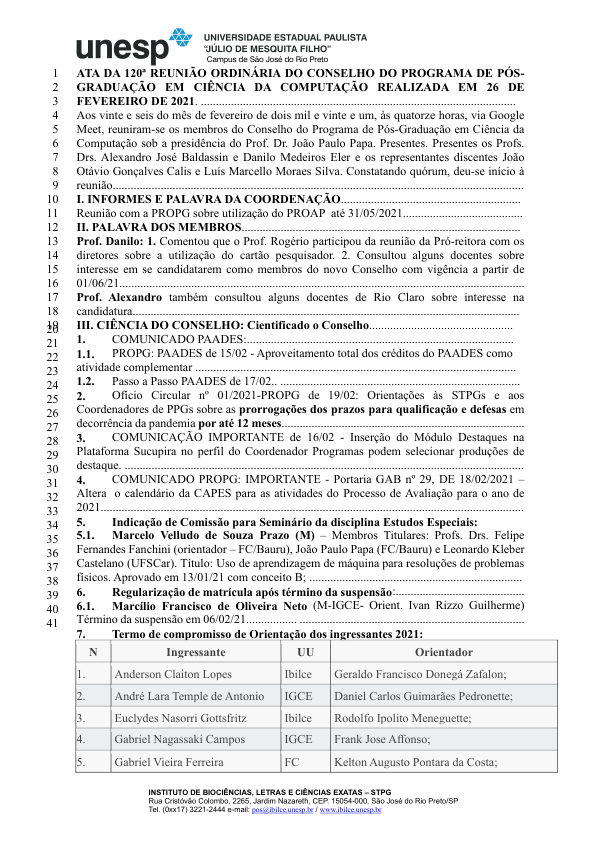 unesp
UNIVERSIDADE ESTADUAL PAULISTA
“JÚLIO DE MESQUITA FILHO”
Campus de São José do Rio Preto
1 ATA DA 120ª REUNIÃO ORDINÁRIA DO CONSELHO DO PROGRAMA DE PÓS-
2 GRADUAÇÃO EM CIÊNCIA DA COMPUTAÇÃO REALIZADA EM 26 DE
3 FEVEREIRO DE 2021. ....................................................................................................
4 Aos vinte e seis do mês de fevereiro de dois mil e vinte e um, às quatorze horas, via Google
5 Meet, reuniram-se os membros do Conselho do Programa de Pós-Graduação em Ciência da
6 Computação sob a presidência do Prof. Dr. João Paulo Papa. Presentes. Presentes os Profs.
7 Drs. Alexandro José Baldassin e Danilo Medeiros Eler e os representantes discentes João
8 Otávio Gonçalves Calis e Luís Marcello Moraes Silva. Constatando quórum, deu-se início à
9 reunião...................................................................................................................................
10 I. INFORMES E PALAVRA DA COORDENAÇÃO.........................................................
11 Reunião com a PROPG sobre utilização do PROAP até 31/05/2021.......................................
12 II. PALAVRA DOS MEMBROS.........................................................................................
13 Prof. Danilo: 1. Comentou que o Prof. Rogério participou da reunião da Pró-reitora com os
14 diretores sobre a utilização do cartão pesquisador. 2. Consultou alguns docentes sobre
15 interesse em se candidatarem como membros do novo Conselho com vigência a partir de
16 01/06/21.................................................................................................................................
17 Prof. Alexandro também consultou alguns docentes de Rio Claro sobre interesse na
18 candidatura............................................................................................................................
19 III. CIÊNCIA DO CONSELHO: Cientificado o Conselho..............................................
20
21 1. COMUNICADO PAADES:.....................................................................................
22 1.1. PROPG: PAADES de 15/02 - Aproveitamento total dos créditos do PAADES como
23 atividade complementar ........................................................................................................
24 1.2. Passo a Passo PAADES de 17/02.. ............................................................................
25 2. Ofício Circular nº 01/2021-PROPG de 19/02: Orientações às STPGs e aos
26 Coordenadores de PPGs sobre as prorrogações dos prazos para qualificação e defesas em
27 decorrência da pandemia por até 12 meses.............................................................................
28 3. COMUNICAÇÃO IMPORTANTE de 16/02 - Inserção do Módulo Destaques na
29 Plataforma Sucupira no perfil do Coordenador Programas podem selecionar produções de
30 destaque. ................................................................................................................................
31 4. COMUNICADO PROPG: IMPORTANTE - Portaria GAB nº 29, DE 18/02/2021 –
32 Altera o calendário da CAPES para as atividades do Processo de Avaliação para o ano de
33 2021.......................................................................................................................................
34 5. Indicação de Comissão para Seminário da disciplina Estudos Especiais:
35 5.1. Marcelo Velludo de Souza Prazo (M) – Membros Titulares: Profs. Drs. Felipe
36 Fernandes Fanchini (orientador – FC/Bauru), João Paulo Papa (FC/Bauru) e Leonardo Kleber
37 Castelano (UFSCar). Título: Uso de aprendizagem de máquina para resoluções de problemas
38 físicos. Aprovado em 13/01/21 com conceito B; .....................................................................
39 6. Regularização de matrícula após término da suspensão:.........................................
40 6.1. Marcílio Francisco de Oliveira Neto (M-IGCE- Orient. Ivan Rizzo Guilherme)
41 Término da suspensão em 06/02/21................. .......................................................................
7. Termo de compromisso de Orientação dos ingressantes 2021:
N Ingressante UU Orientador
1. Anderson Claiton Lopes Ibilce Geraldo Francisco Donegá Zafalon;
2. André Lara Temple de Antonio IGCE Daniel Carlos Guimarães Pedronette;
3. Euclydes Nasorri Gottsfritz Ibilce Rodolfo Ipolito Meneguette;
4. Gabriel Nagassaki Campos IGCE Frank Jose Affonso;
5. Gabriel Vieira Ferreira FC Kelton Augusto Pontara da Costa;
INSTITUTO DE BIOCIÊNCIAS, LETRAS E CIÊNCIAS EXATAS – STPG
Rua Cristóvão Colombo, 2265, Jardim Nazareth, CEP. 15054-000, São José do Rio Preto/SP
Tel. (0xx17) 3221-2444 e-mail: pos@ibilce.unesp.br / www.ibilce.unesp.br